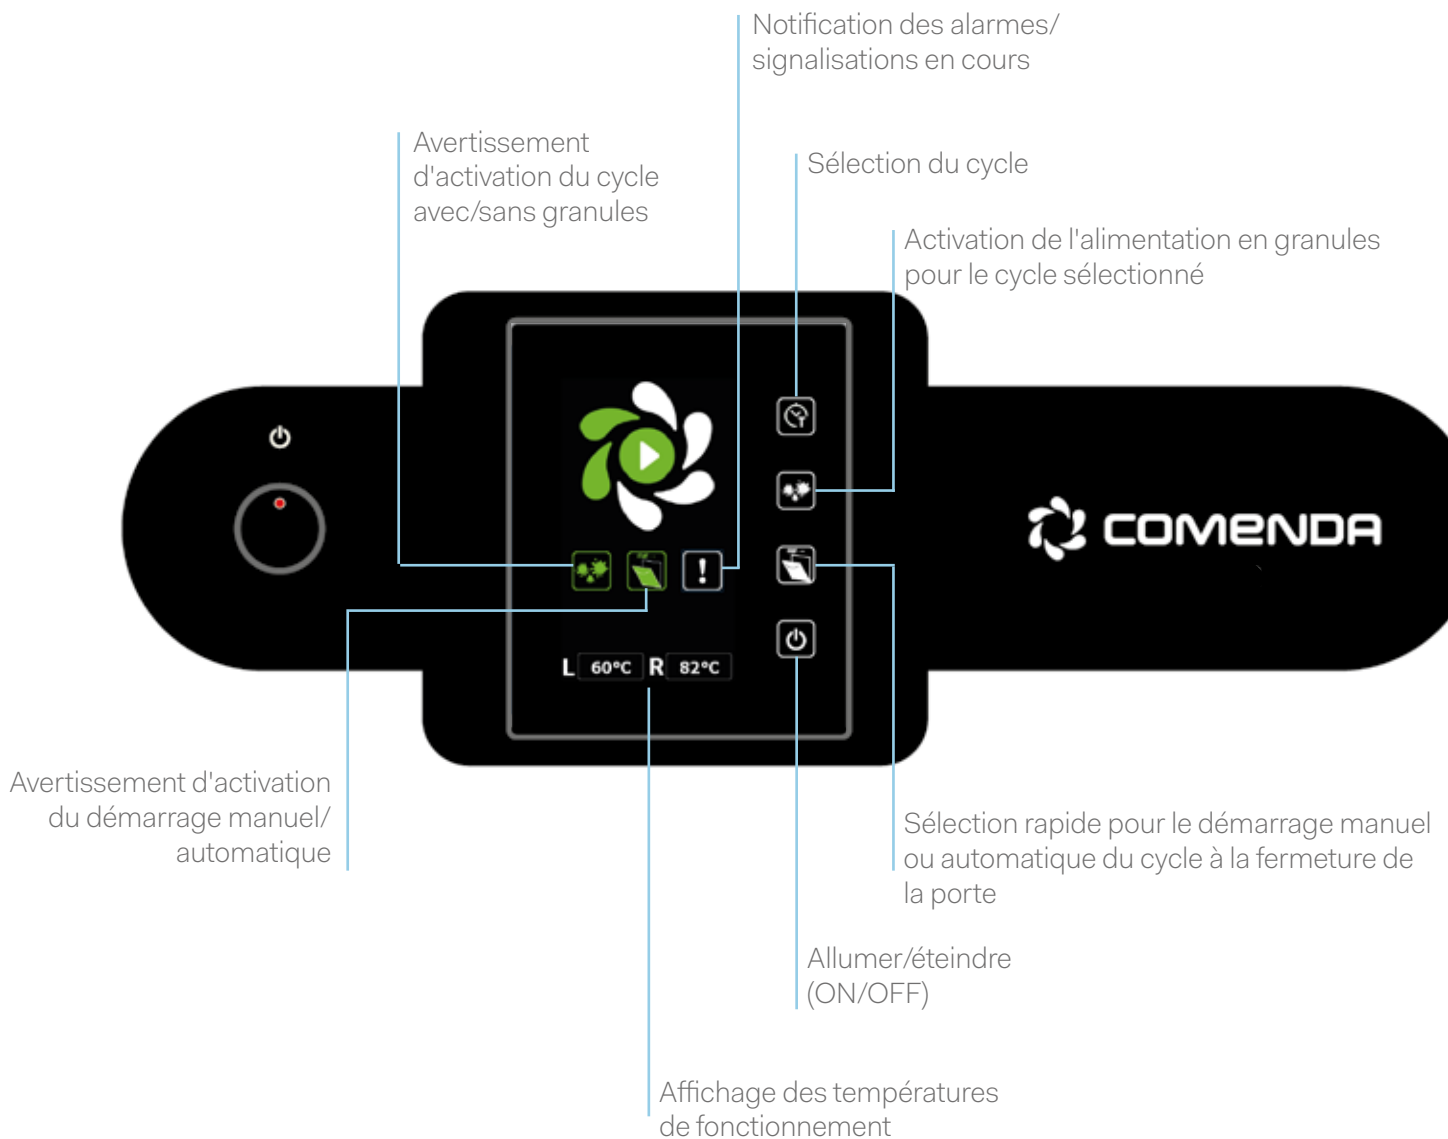 Notification des alarmes/
signalisations en cours
Avertissement
d'activation du cycle
avec/sans granules
Sélection du cycle
Activation de l'alimentation en granules
pour le cycle sélectionné
COMENDA
L 60°C R 82°C
Avertissement d'activation
du démarrage manuel/
automatique
Sélection rapide pour le démarrage manuel
ou automatique du cycle à la fermeture de
la porte
Allumer/éteindre
(ON/OFF)
Affichage des températures
de fonctionnement